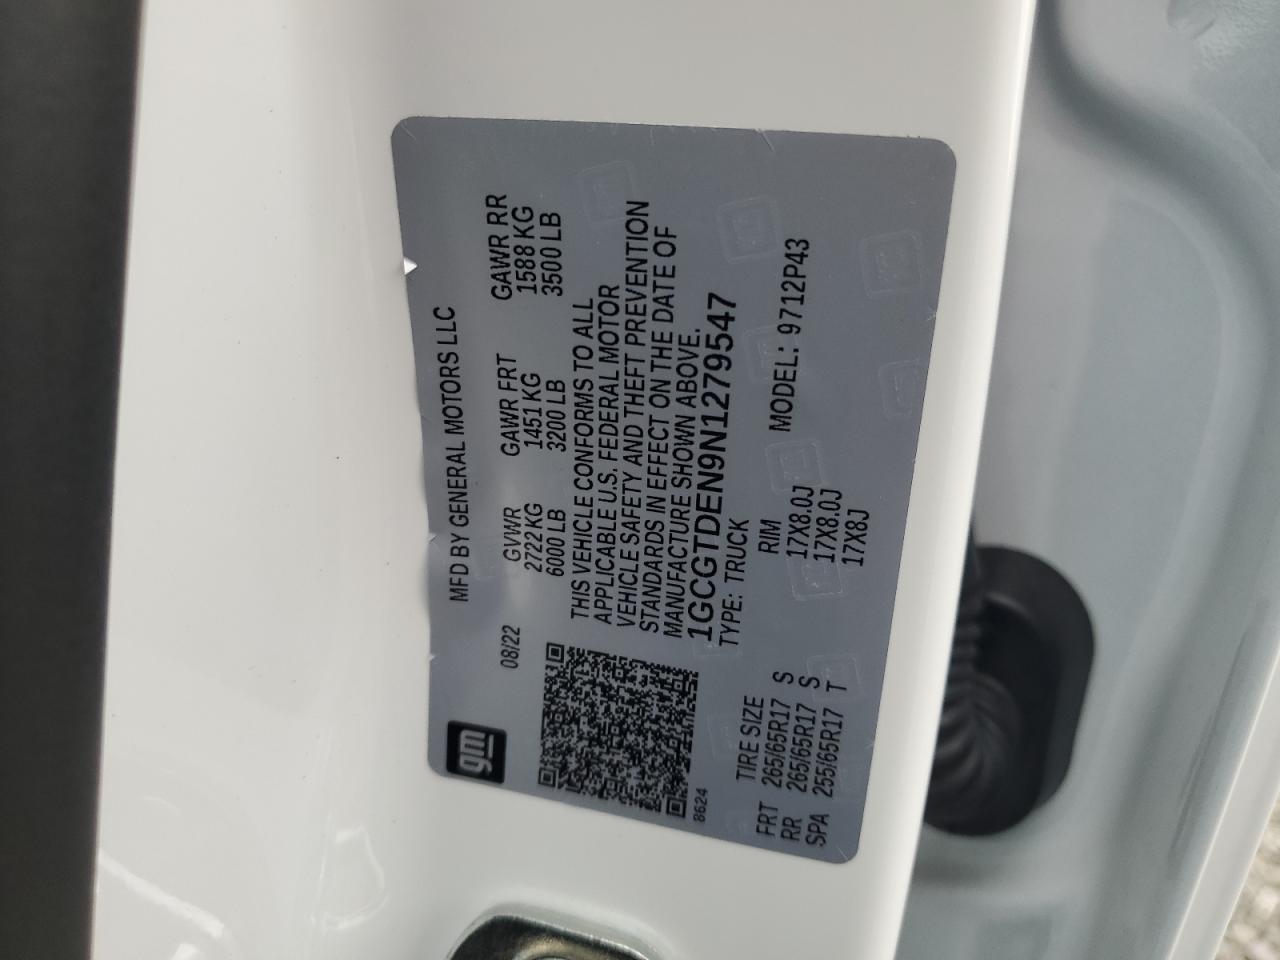 gm
08/22
MFD BY GENERAL MOTORS LLC
GVWR GAWR FRT GAWR RR
2722 KG 1451 KG 1588 KG
6000 LB 3200 LB 3500 LB
THIS VEHICLE CONFORMS TO ALL
APPLICABLE U.S. FEDERAL MOTOR
VEHICLE SAFETY AND THEFT PREVENTION
STANDARDS IN EFFECT ON THE DATE OF
MANUFACTURE SHOWN ABOVE.
1GCGTDEN9N1279547
8624
TYPE: TRUCK MODEL: 9712P43
TIRE SIZE RIM
FRT 265/65R17 S 17X8.0J
RR 265/65R17 S 17X8.0J
SPA 255/65R17 T 17X8J